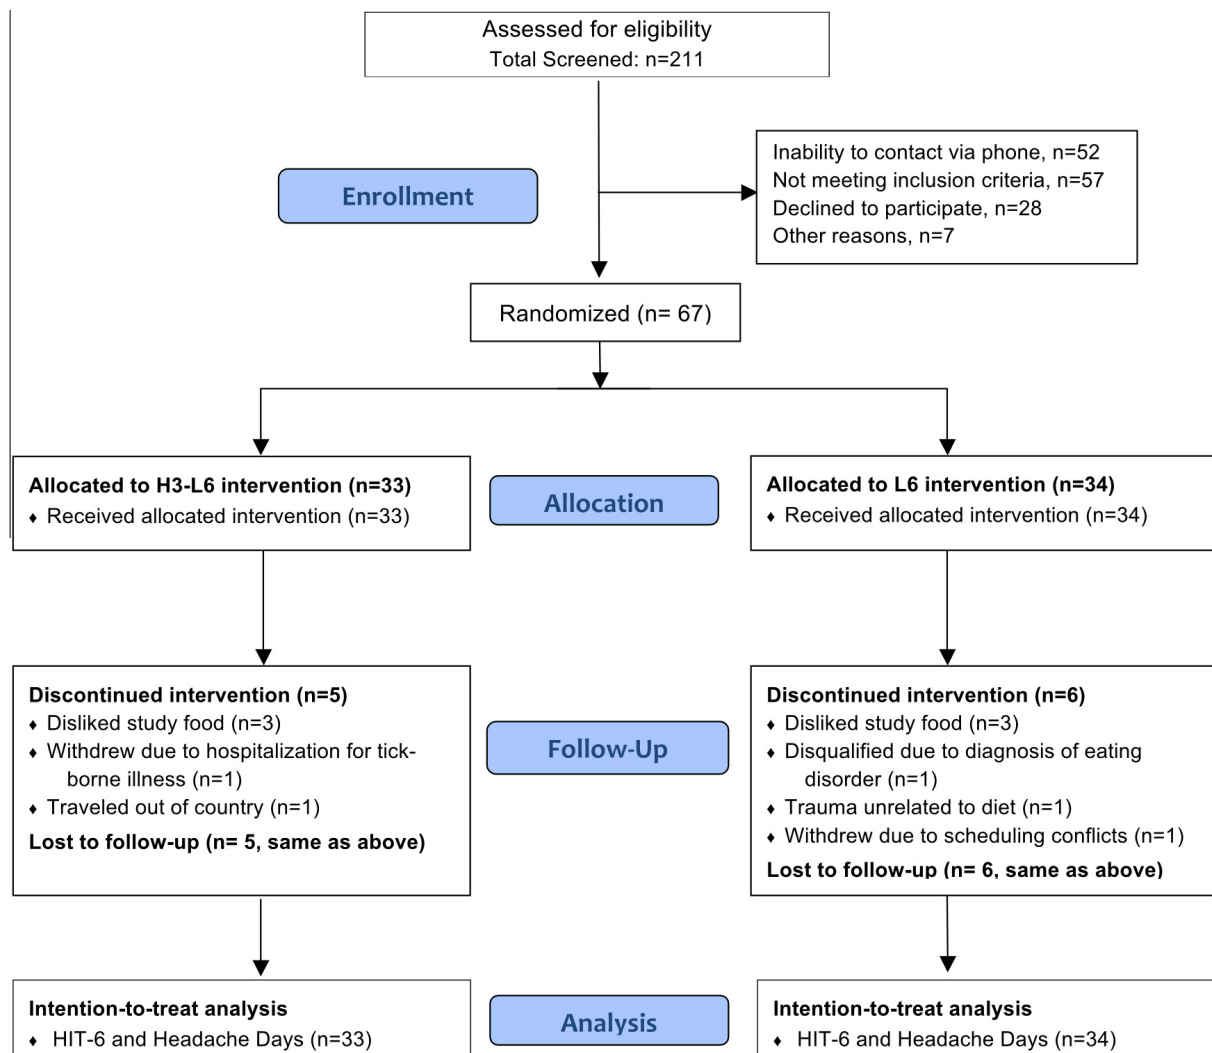 Assessed for eligibility
Total Screened: n=211
Inability to contact via phone, n=52
Not meeting inclusion criteria, n=57
Declined to participate, n=28
Other reasons, n=7
Enrollment
Randomized (n= 67)
Allocated to H3-L6 intervention (n=33)
♦ Received allocated intervention (n=33)
Allocation
Allocated to L6 intervention (n=34)
♦ Received allocated intervention (n=34)
Discontinued intervention (n=5)
♦ Disliked study food (n=3)
♦ Withdrew due to hospitalization for tick-
borne illness (n=1)
♦ Traveled out of country (n=1)
Lost to follow-up (n= 5, same as above)
Follow-Up
Discontinued intervention (n=6)
♦ Disliked study food (n=3)
♦ Disqualified due to diagnosis of eating
disorder (n=1)
♦ Trauma unrelated to diet (n=1)
♦ Withdrew due to scheduling conflicts (n=1)
Lost to follow-up (n= 6, same as above)
Intention-to-treat analysis
♦ HIT-6 and Headache Days (n=33)
Analysis
Intention-to-treat analysis
♦ HIT-6 and Headache Days (n=34)